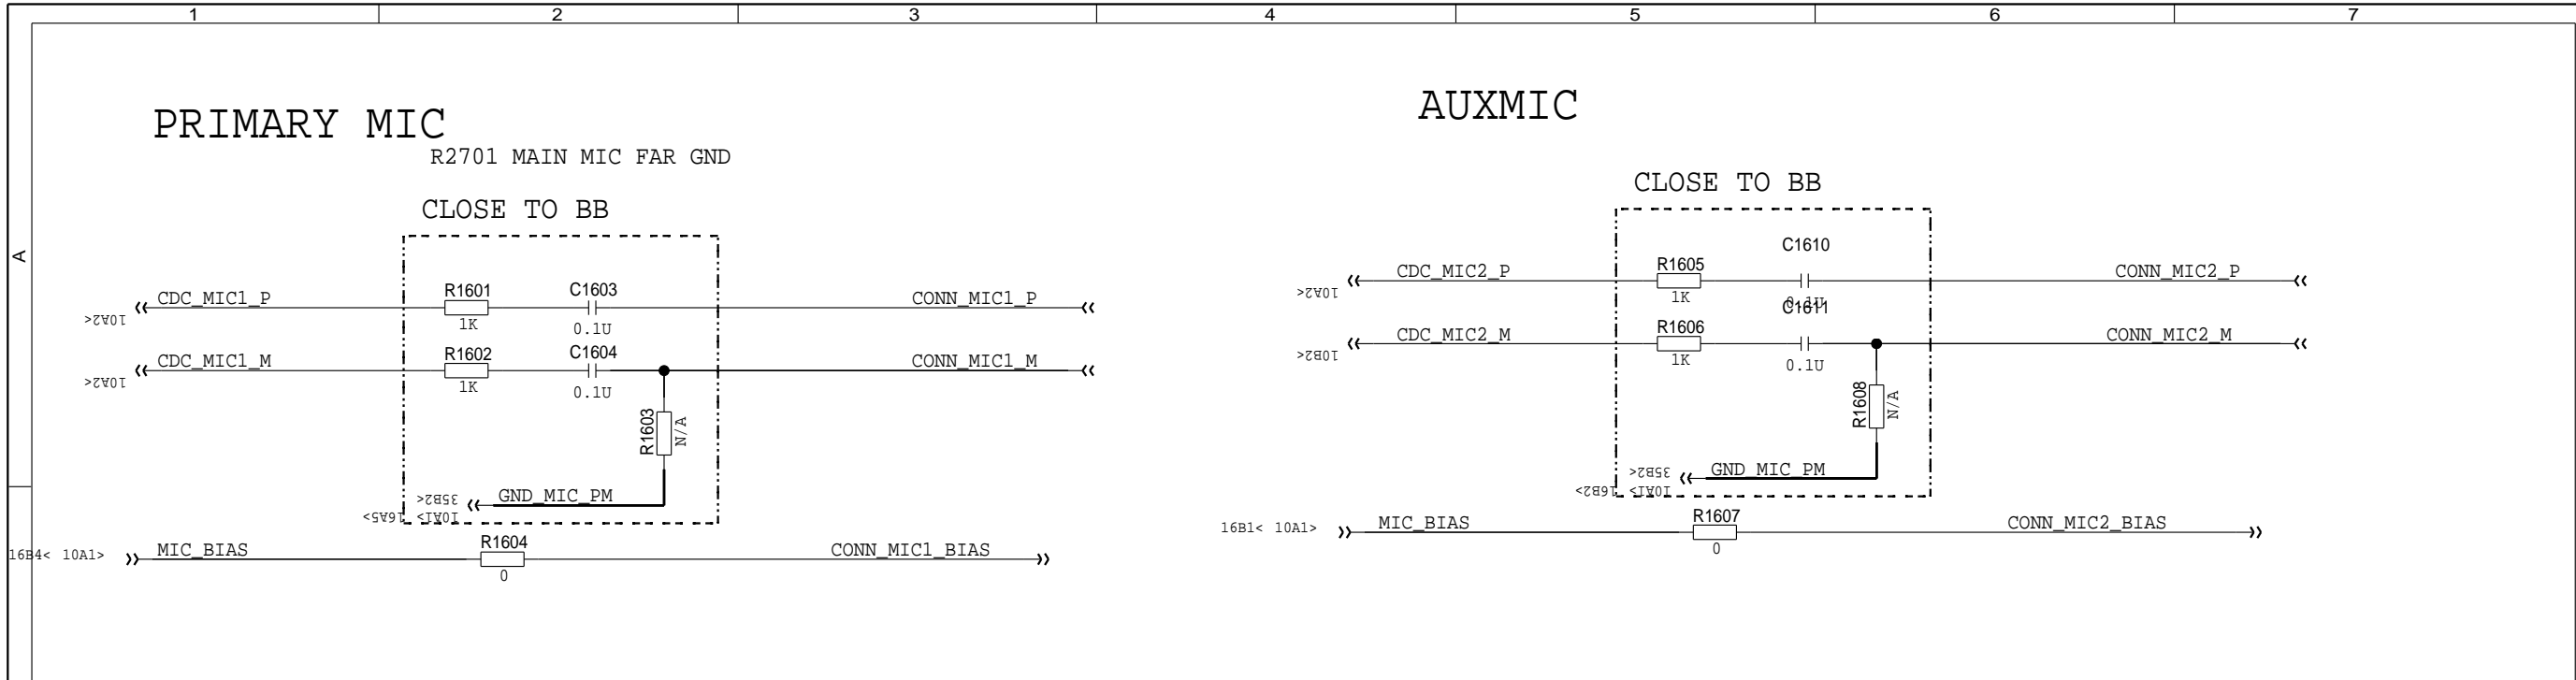 1 2 3 4 5 6 7
A
PRIMARY MIC
R2701 MAIN MIC FAR GND
CLOSE TO BB
CDC_MIC1_P
10A2<
R1601
1K
C1603
0.1U
CONN_MIC1_P
CDC_MIC1_M
10A2<
R1602
1K
C1604
0.1U
CONN_MIC1_M
R1603
N/A
GND_MIC_PM
35B2<
10A1> 16A5>
16B4< 10A1>
MIC_BIAS
R1604
0
CONN_MIC1_BIAS
AUXMIC
CLOSE TO BB
CDC_MIC2_P
10A2<
R1605
1K
C1610
0.1U
CONN_MIC2_P
CDC_MIC2_M
10B2<
R1606
1K
C1611
0.1U
CONN_MIC2_M
R1608
N/A
GND_MIC_PM
35B2<
10A1> 16B2>
16B1< 10A1>
MIC_BIAS
R1607
0
CONN_MIC2_BIAS